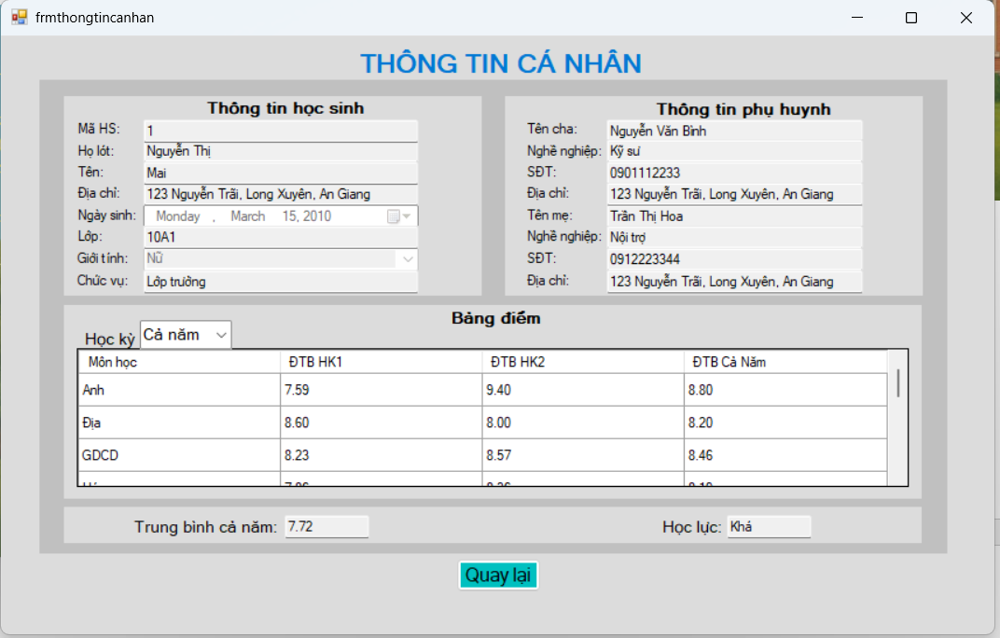 frmthongtincanhan
THÔNG TIN CÁ NHÂN
Thông tin học sinh
Mã HS: 1
Họ lót: Nguyễn Thị
Tên: Mai
Địa chỉ: 123 Nguyễn Trãi, Long Xuyên, An Giang
Ngày sinh: Monday , March 15, 2010
Lớp: 10A1
Giới tính: Nữ
Chức vụ: Lớp trưởng
Thông tin phụ huynh
Tên cha: Nguyễn Văn Bình
Nghề nghiệp: Kỹ sư
SĐT: 0901112233
Địa chỉ: 123 Nguyễn Trãi, Long Xuyên, An Giang
Tên mẹ: Trần Thị Hoa
Nghề nghiệp: Nội trợ
SĐT: 0912223344
Địa chỉ: 123 Nguyễn Trãi, Long Xuyên, An Giang
Bảng điểm
Học kỳ Cả năm
Môn học ĐTB HK1 ĐTB HK2 ĐTB Cả Năm
Anh 7.59 9.40 8.80
Địa 8.60 8.00 8.20
GDCD 8.23 8.57 8.46
Trung bình cả năm: 7.72
Học lực: Khá
Quay lại